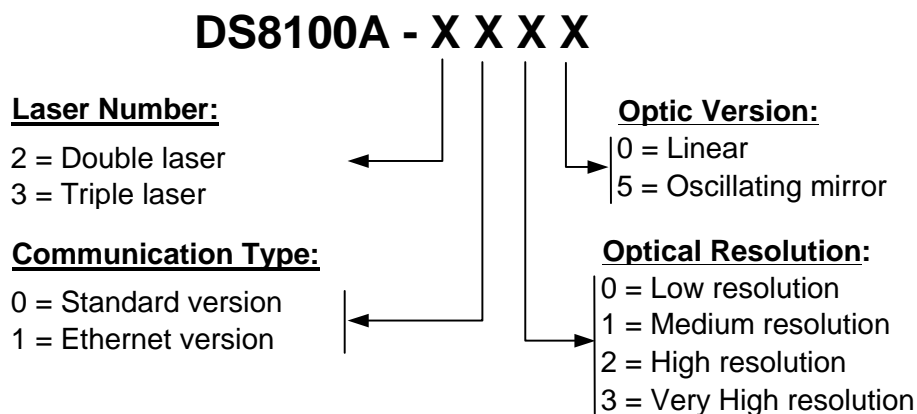 DS8100A - X X X X
Laser Number:
2 = Double laser
3 = Triple laser
Communication Type:
0 = Standard version
1 = Ethernet version
Optic Version:
0 = Linear
5 = Oscillating mirror
Optical Resolution:
0 = Low resolution
1 = Medium resolution
2 = High resolution
3 = Very High resolution